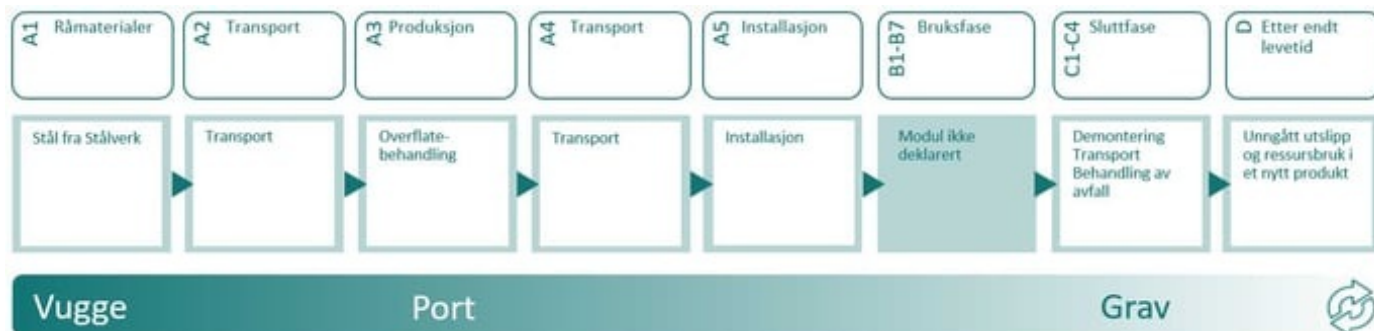 A1 Råmaterialer
A2 Transport
A3 Produksjon
A4 Transport
A5 Installasjon
B1-B7 Bruksfase
C1-C4 Sluttfase
D Etter endt
levetid
Stål fra Stålverk
Transport
Overflate-
behandling
Transport
Installasjon
Modul ikke
deklarert
Demontering
Transport
Behandling av
avfall
Unngått utslipp
og ressursbruk i
et nytt produkt
Vugge
Port
Grav